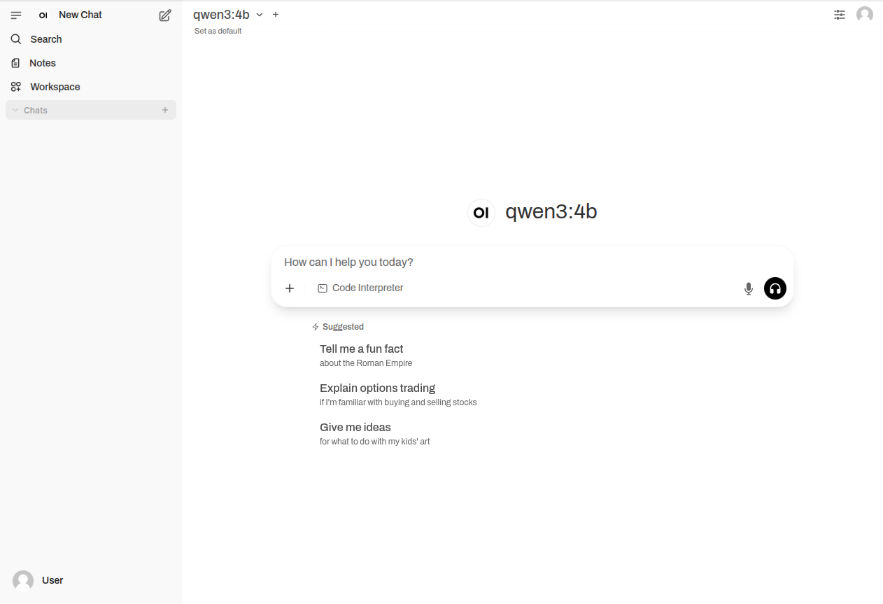 OI New Chat
Search
Notes
Workspace
Chats
User
qwen3:4b
Set as default
OI qwen3:4b
How can I help you today?
Code Interpreter
Suggested
Tell me a fun fact
about the Roman Empire
Explain options trading
if I'm familiar with buying and selling stocks
Give me ideas
for what to do with my kids' art